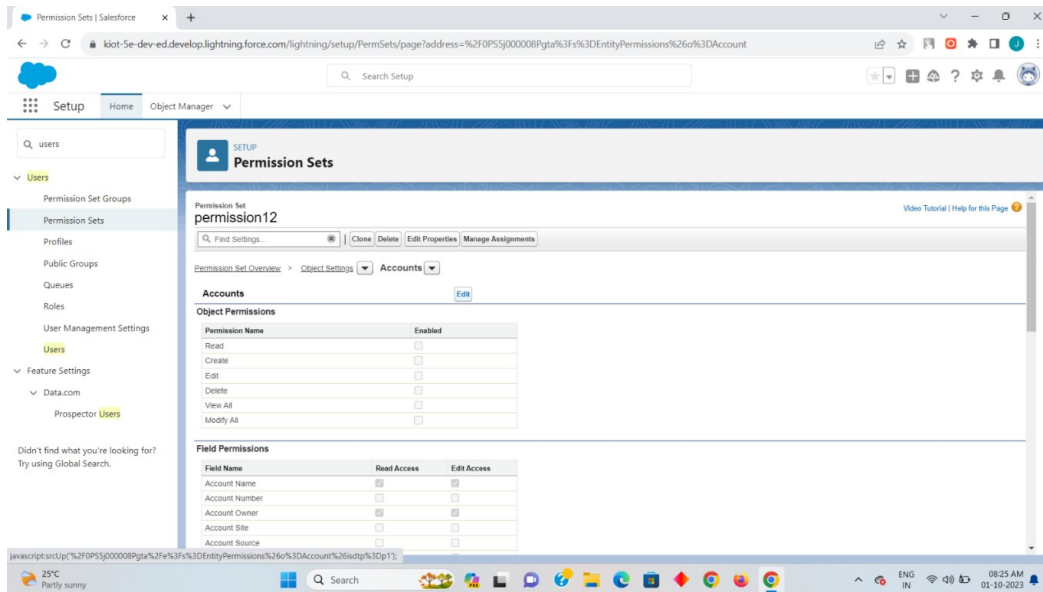 Permission Sets | Salesforce
kiot-5e-dev-ed.develop.lightning.force.com/lightning/setup/PermSets/page?address=%2F0PS5j000008Pgta%3Fs%3DEntityPermissions%26o%3DAccount
J
Search Setup
Setup Home Object Manager
users
Users
Permission Set Groups
Permission Sets
Profiles
Public Groups
Queues
Roles
User Management Settings
Users
Feature Settings
Data.com
Prospector Users
Didn't find what you're looking for?
Try using Global Search.
SETUP
Permission Sets
Permission Set
permission12
Video Tutorial | Help for this Page
Find Settings... | Clone Delete Edit Properties Manage Assignments
Permission Set Overview > Object Settings Accounts
Accounts Edit
Object Permissions
Permission Name Enabled
Read
Create
Edit
Delete
View All
Modify All
Field Permissions
Field Name Read Access Edit Access
Account Name
Account Number
Account Owner
Account Site
Account Source
javascript:srcUp('%2F0PS5j000008Pgta%2Fe%3Fs%3DEntityPermissions%26o%3DAccount%26isdtp%3Dp1');
25°C
Partly sunny
Search
ENG
IN
08:25 AM
01-10-2023